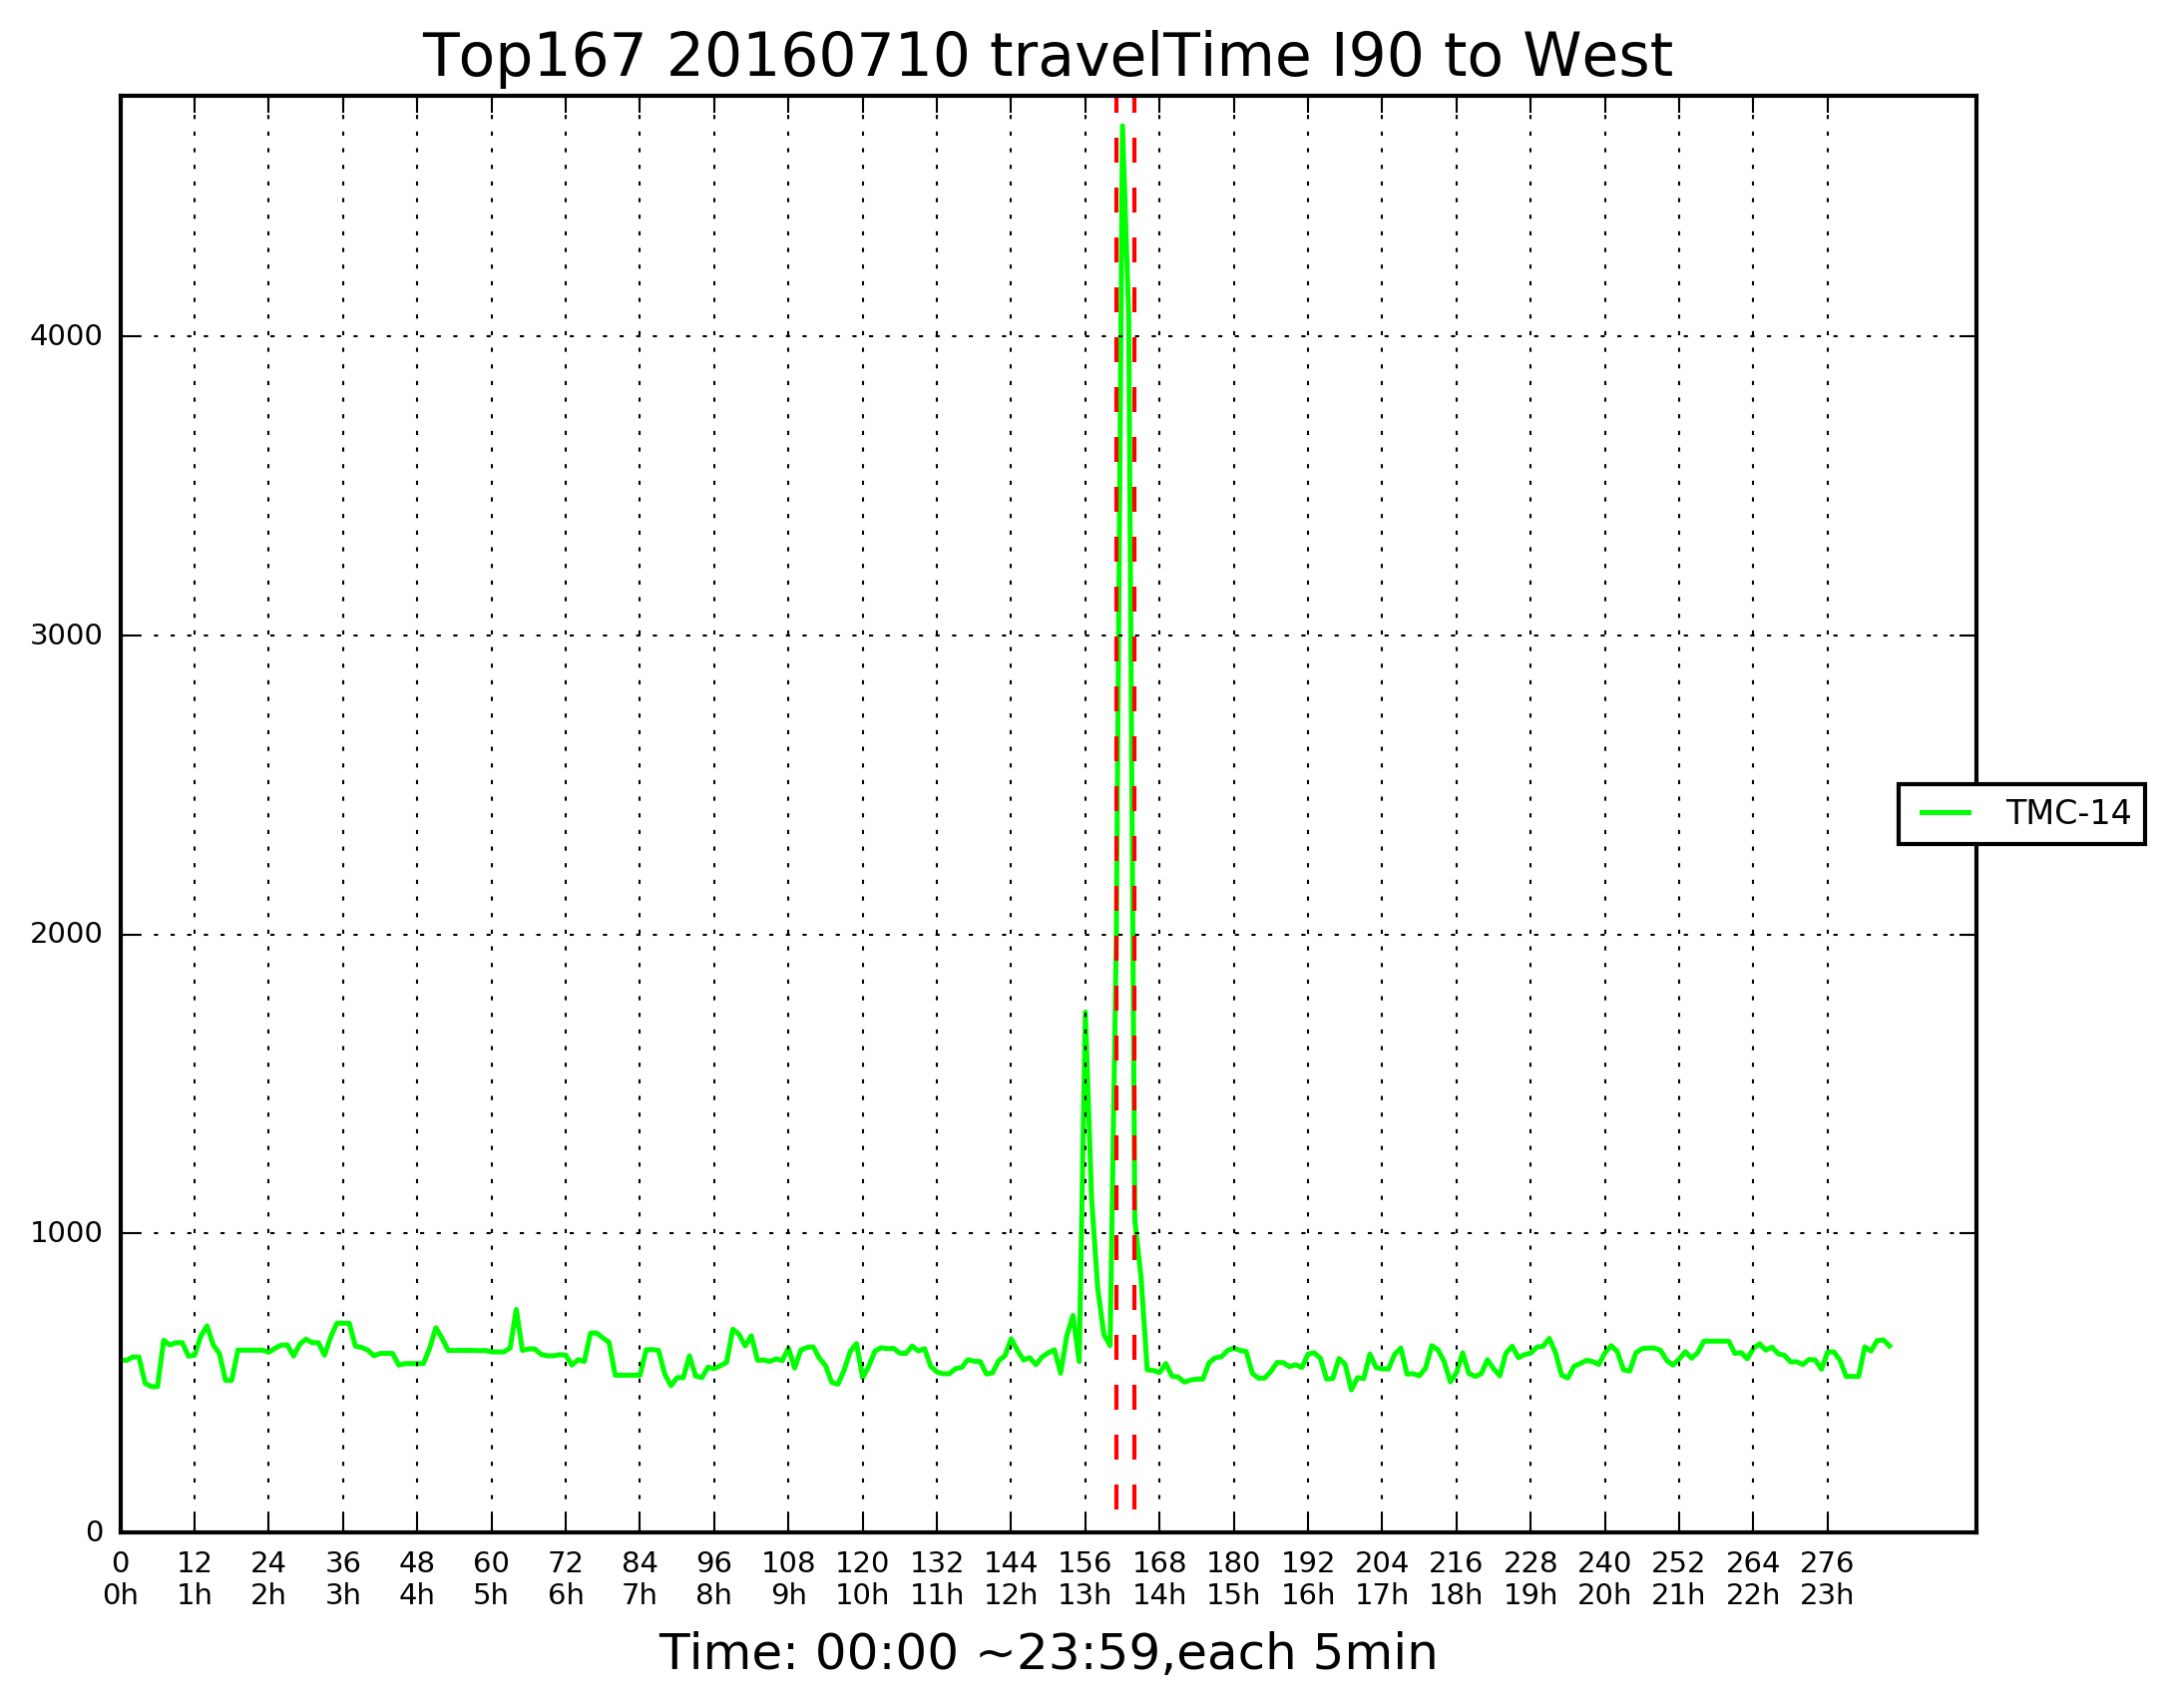 Top167 20160710 travelTime I90 to West
4000
3000
2000
1000
0
TMC-14
0 12 24 36 48 60 72 84 96 108 120 132 144 156 168 180 192 204 216 228 240 252 264 276
0h 1h 2h 3h 4h 5h 6h 7h 8h 9h 10h 11h 12h 13h 14h 15h 16h 17h 18h 19h 20h 21h 22h 23h
Time: 00:00 ~23:59,each 5min